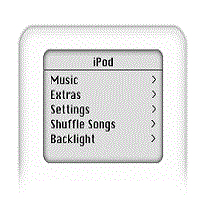 iPod
Music >
Extras >
Settings >
Shuffle Songs >
Backlight >